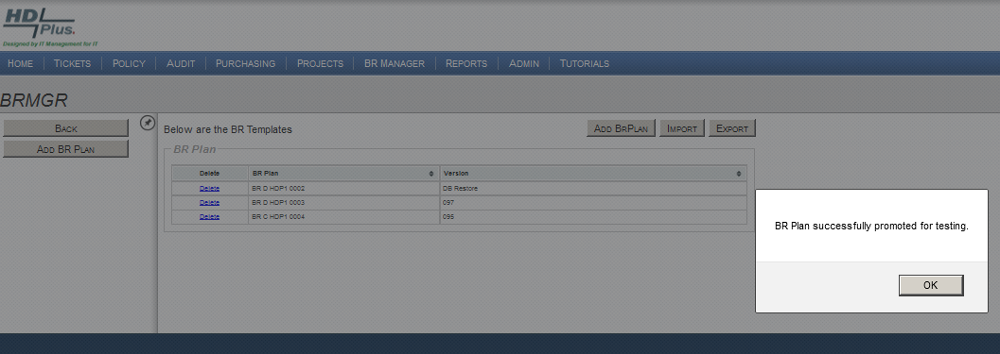 HD Plus.
Designed by IT Management for IT
HOME TICKETS POLICY AUDIT PURCHASING PROJECTS BR MANAGER REPORTS ADMIN TUTORIALS
BRMGR
BACK
ADD BR PLAN
Below are the BR Templates
ADD BRPLAN IMPORT EXPORT
BR Plan
Delete BR Plan Version
Delete BR D HDP1 0002 DB Restore
Delete BR D HDP1 0003 097
Delete BR C HDP1 0004 095
BR Plan successfully promoted for testing.
OK